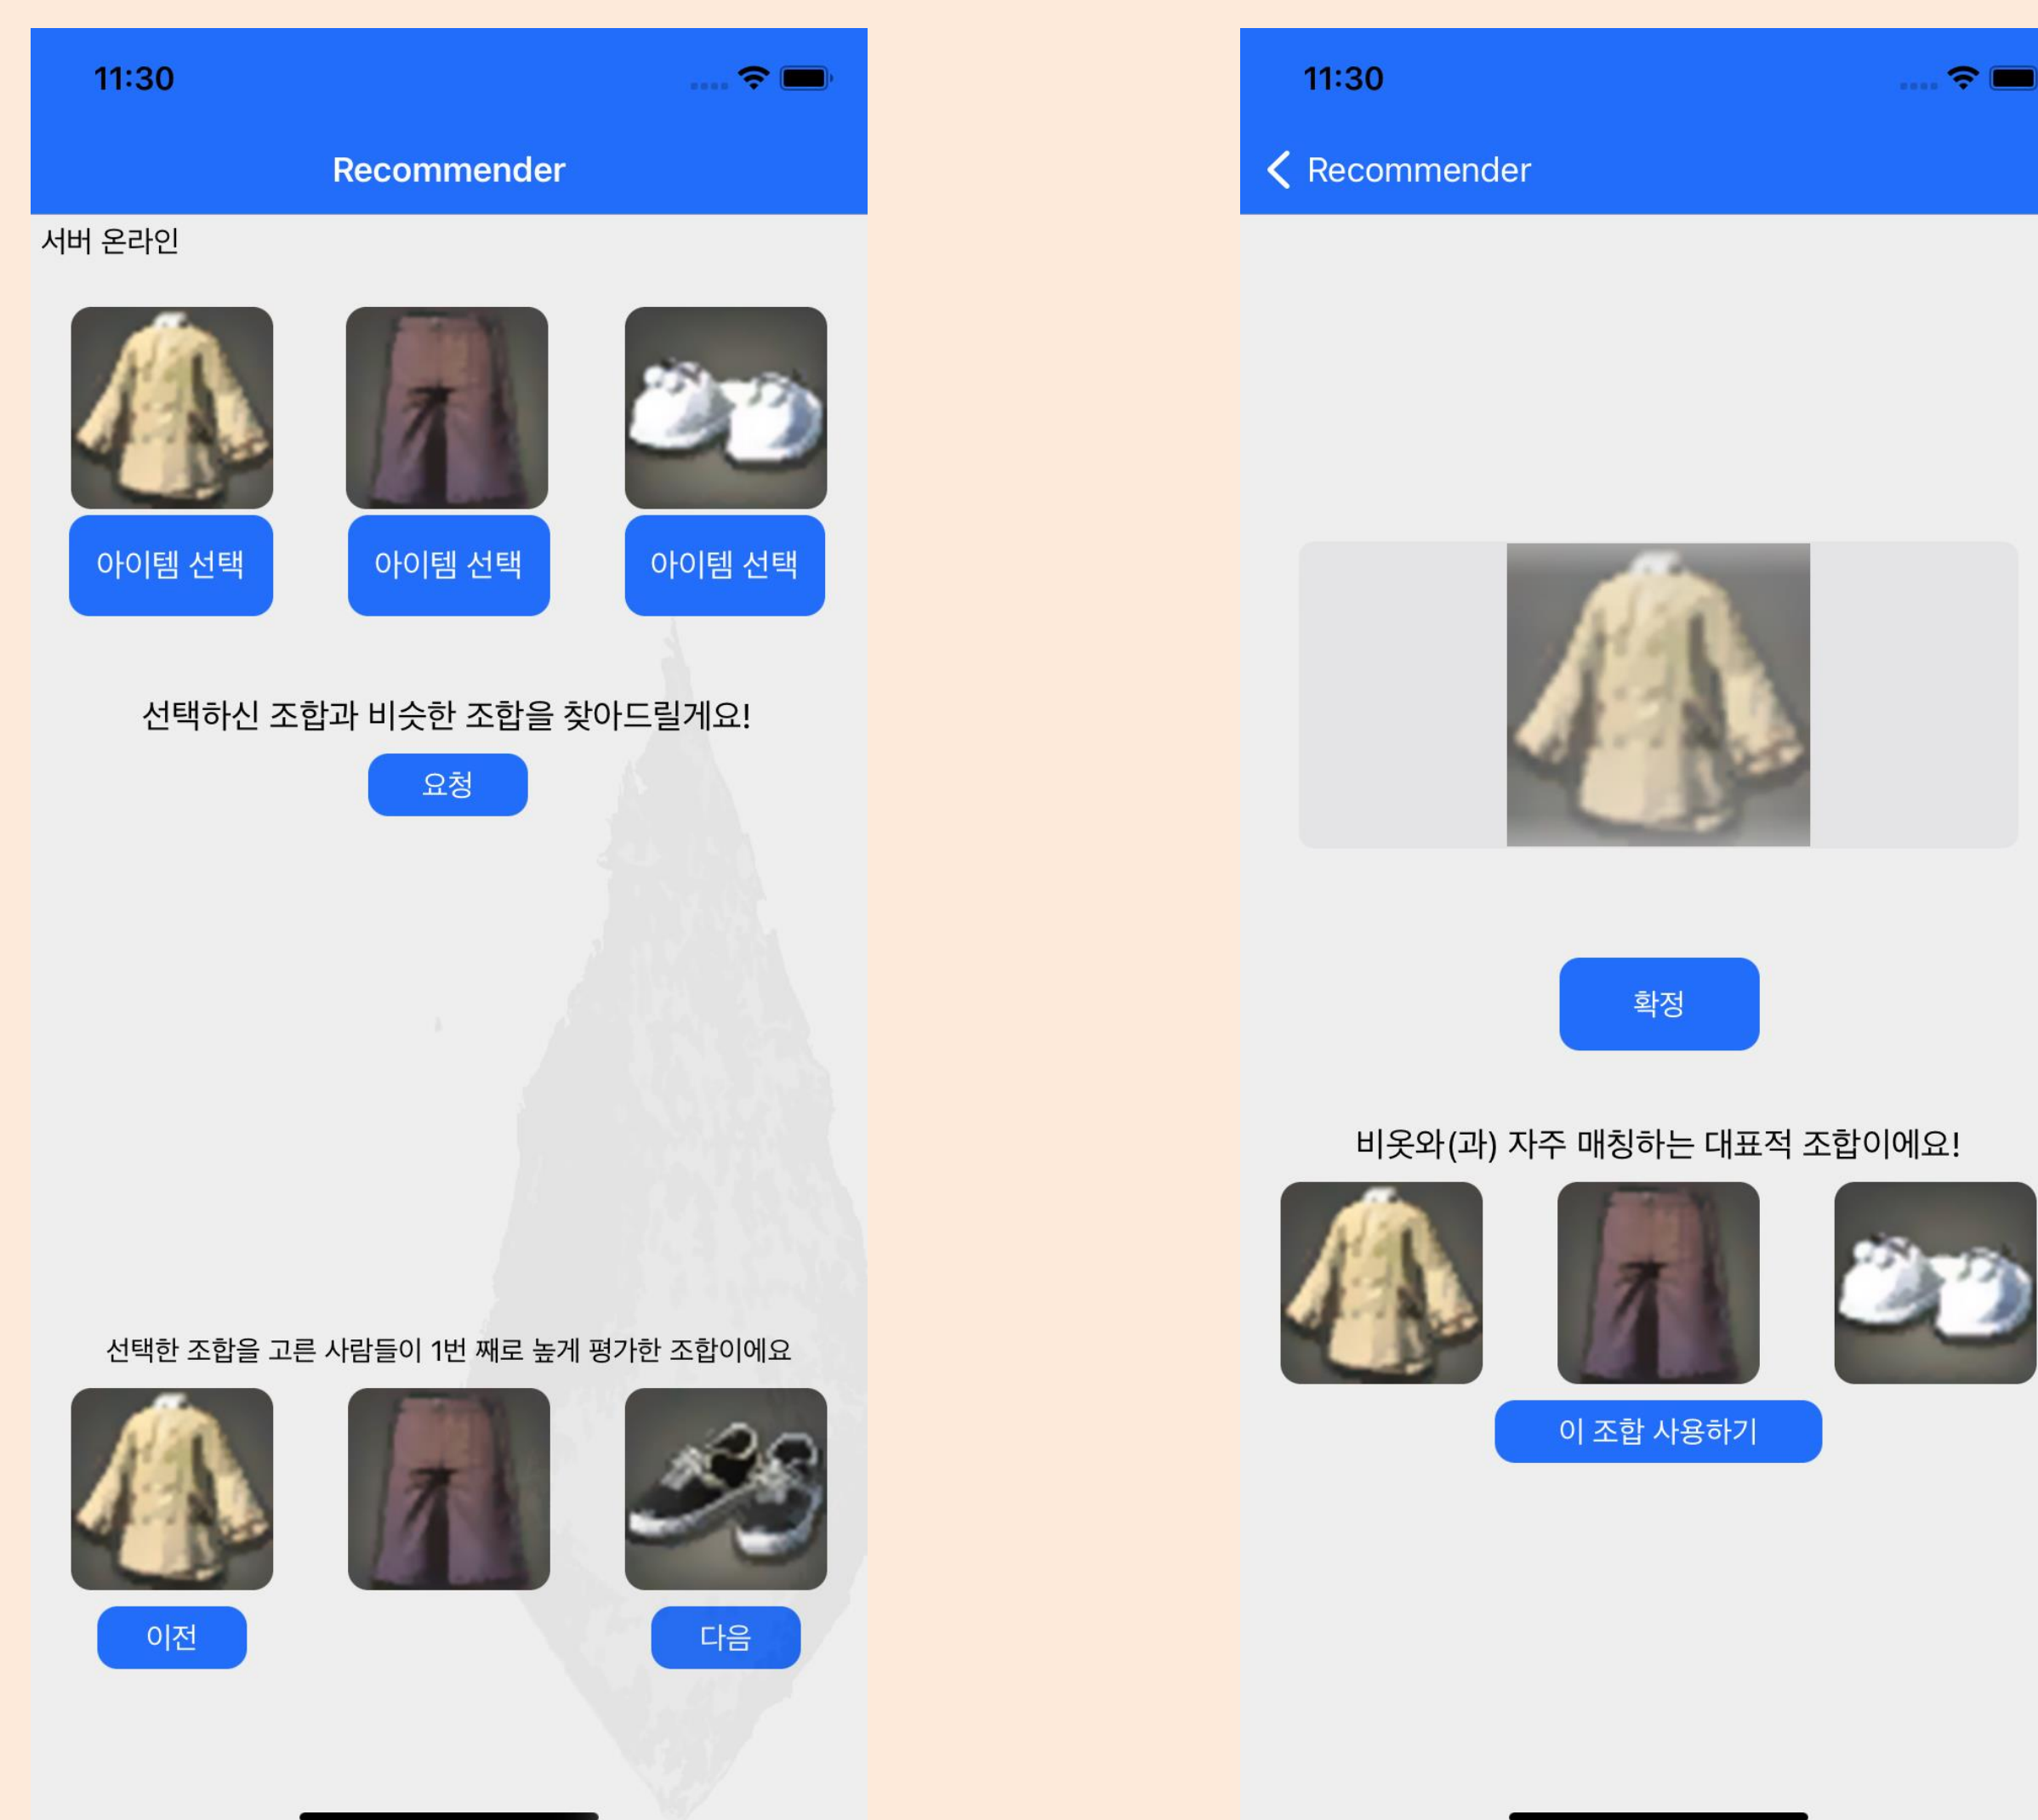 11:30
Recommender
서버 온라인
아이템 선택
아이템 선택
아이템 선택
선택하신 조합과 비슷한 조합을 찾아드릴게요!
요청
선택한 조합을 고른 사람들이 1번 째로 높게 평가한 조합이에요
이전
다음
11:30
Recommender
확정
비옷와(과) 자주 매칭하는 대표적 조합이에요!
이 조합 사용하기